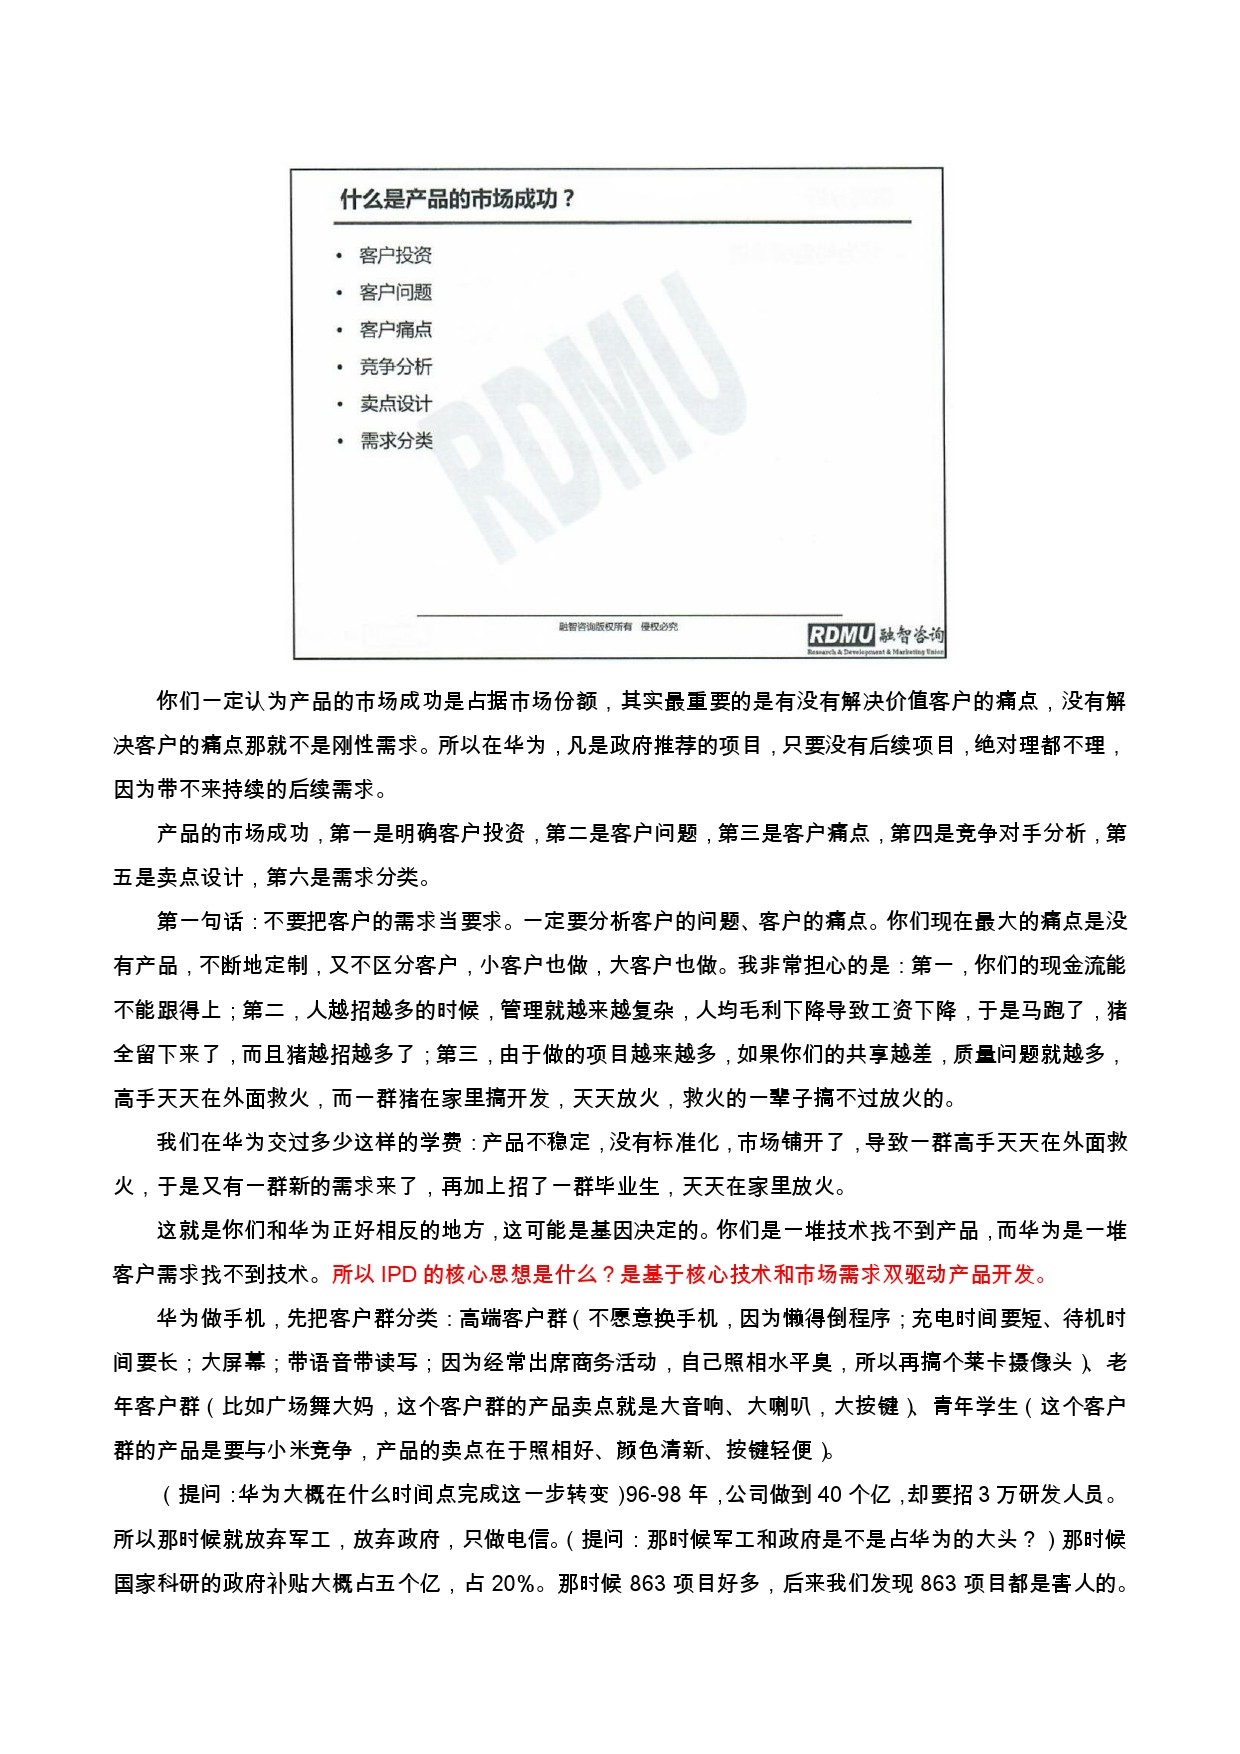 什么是产品的市场成功？
• 客户投资
• 客户问题
• 客户痛点
• 竞争分析
• 卖点设计
• 需求分类
RDMU
融智咨询版权所有 侵权必究
RDMU 融智咨询
Research & Development & Marketing Union
你们一定认为产品的市场成功是占据市场份额，其实最重要的是有没有解决价值客户的痛点，没有解
决客户的痛点那就不是刚性需求。所以在华为，凡是政府推荐的项目，只要没有后续项目，绝对理都不理，
因为带不来持续的后续需求。
产品的市场成功，第一是明确客户投资，第二是客户问题，第三是客户痛点，第四是竞争对手分析，第
五是卖点设计，第六是需求分类。
第一句话：不要把客户的需求当要求。一定要分析客户的问题、客户的痛点。你们现在最大的痛点是没
有产品，不断地定制，又不区分客户，小客户也做，大客户也做。我非常担心的是：第一，你们的现金流能
不能跟得上；第二，人越招越多的时候，管理就越来越复杂，人均毛利下降导致工资下降，于是马跑了，猪
全留下来了，而且猪越招越多了；第三，由于做的项目越来越多，如果你们的共享越差，质量问题就越多，
高手天天在外面救火，而一群猪在家里搞开发，天天放火，救火的一辈子搞不过放火的。
我们在华为交过多少这样的学费：产品不稳定，没有标准化，市场铺开了，导致一群高手天天在外面救
火，于是又有一群新的需求来了，再加上招了一群毕业生，天天在家里放火。
这就是你们和华为正好相反的地方，这可能是基因决定的。你们是一堆技术找不到产品，而华为是一堆
客户需求找不到技术。所以 IPD 的核心思想是什么？是基于核心技术和市场需求双驱动产品开发。
华为做手机，先把客户群分类：高端客户群（不愿意换手机，因为懒得倒程序；充电时间要短、待机时
间要长；大屏幕；带语音带读写；因为经常出席商务活动，自己照相水平臭，所以再搞个莱卡摄像头）、老
年客户群（比如广场舞大妈，这个客户群的产品卖点就是大音响、大喇叭，大按键）、青年学生（这个客户
群的产品是要与小米竞争，产品的卖点在于照相好、颜色清新、按键轻便）。
（提问：华为大概在什么时间点完成这一步转变）96-98 年，公司做到 40 个亿，却要招 3 万研发人员。
所以那时候就放弃军工，放弃政府，只做电信。（提问：那时候军工和政府是不是占华为的大头？）那时候
国家科研的政府补贴大概占五个亿，占 20%。那时候 863 项目好多，后来我们发现 863 项目都是害人的。